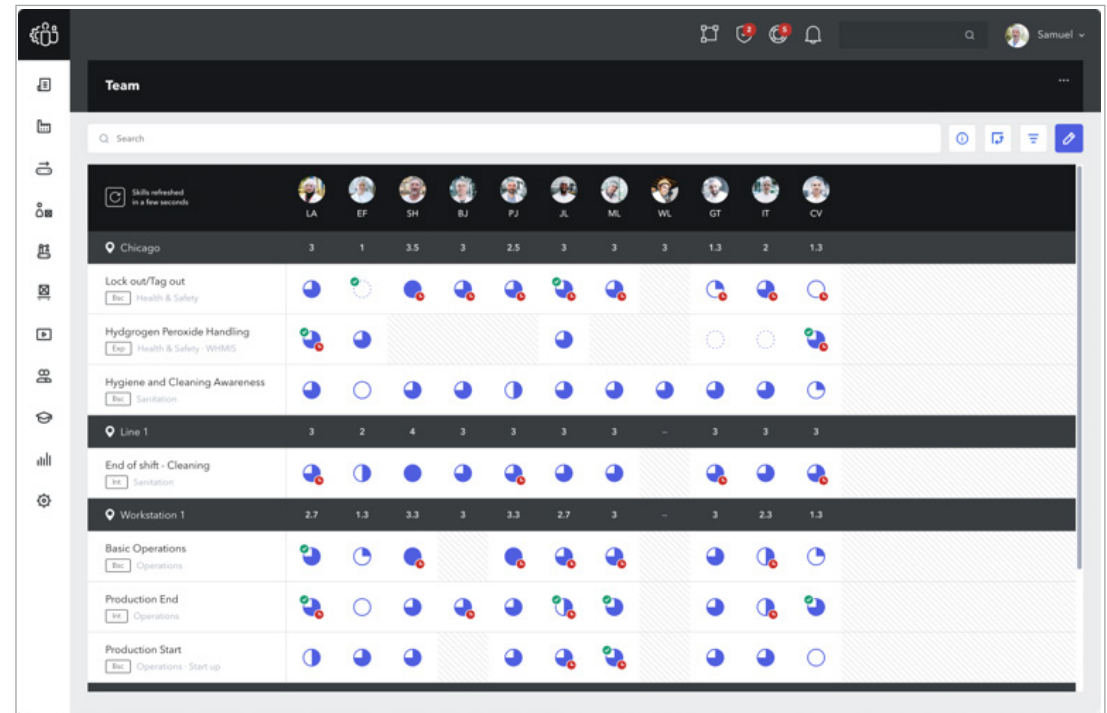 2 5 Samuel
Team ...
Search
Skills refreshed
in a few seconds
LA EF SH BJ PJ JL ML WL GT IT CV
Chicago 3 1 3.5 3 2.5 3 3 3 1.3 2 1.3
Lock out/Tag out
Bsc Health & Safety
Hydgrogen Peroxide Handling
Exp Health & Safety · WHMIS
Hygiene and Cleaning Awareness
Bsc Sanitation
Line 1 3 2 4 3 3 3 3 – 3 3 3
End of shift - Cleaning
Int Sanitation
Workstation 1 2.7 1.3 3.3 3 3.3 2.7 3 – 3 2.3 1.3
Basic Operations
Bsc Operations
Production End
Int Operations
Production Start
Bsc Operations · Start up